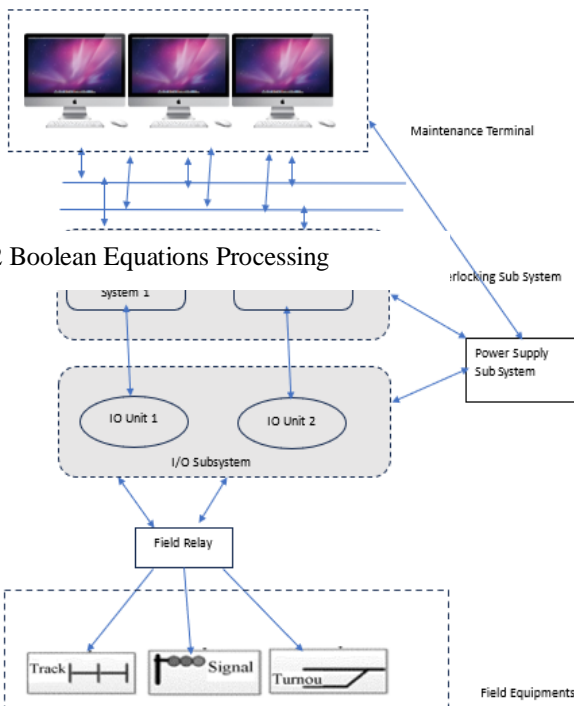 Maintenance Terminal
2 Boolean Equations Processing
erlocking Sub System
System 1
Power Supply
Sub System
IO Unit 1
IO Unit 2
I/O Subsystem
Field Relay
Track
Signal
Turnou
Field Equipments